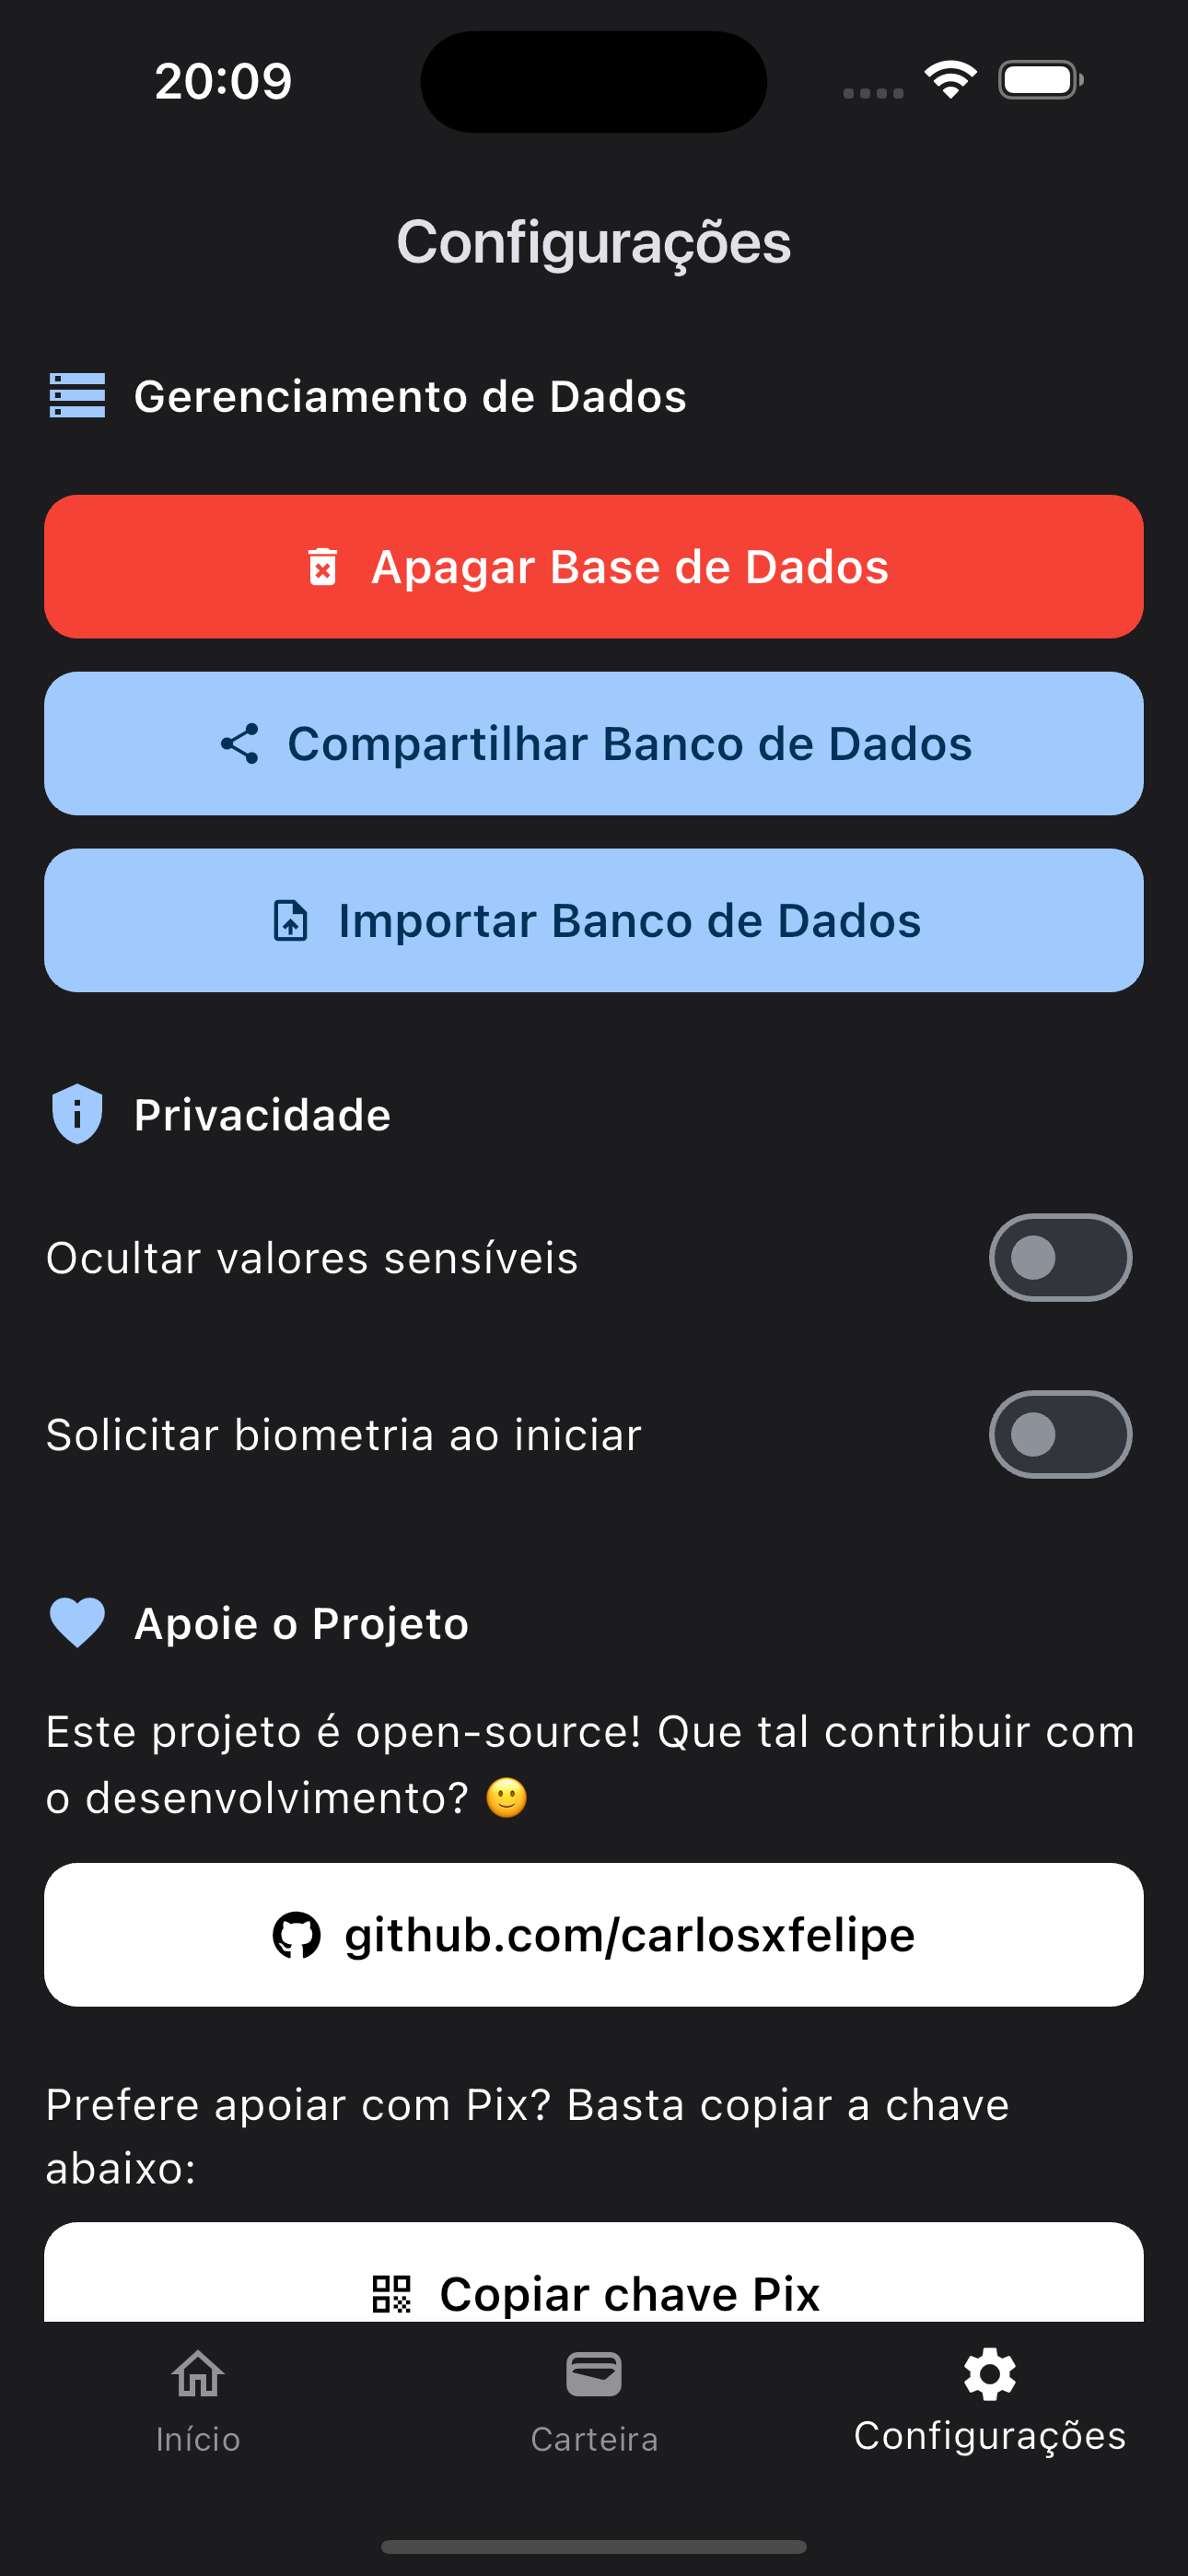 20:09
Configurações
Gerenciamento de Dados
Apagar Base de Dados
Compartilhar Banco de Dados
Importar Banco de Dados
Privacidade
Ocultar valores sensíveis
Solicitar biometria ao iniciar
Apoie o Projeto
Este projeto é open-source! Que tal contribuir com
o desenvolvimento? 🙂
github.com/carlosxfelipe
Prefere apoiar com Pix? Basta copiar a chave
abaixo:
Copiar chave Pix
Início
Carteira
Configurações